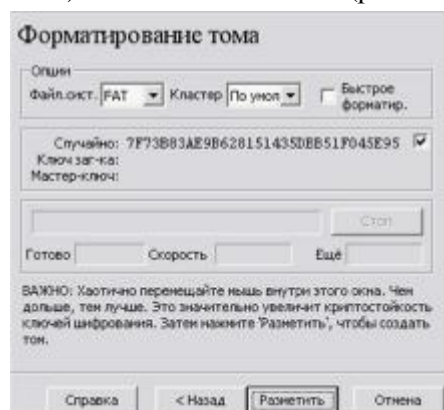 Форматирование тома
Опции
Файл.сист. FAT Кластер По умол Быстрое форматир.
Случайно: 7F73B83AE9B628151435DBB51F045E95
Ключ заг-ка:
Мастер-ключ:
Стоп
Готово Скорость Ещё
ВАЖНО: Хаотично перемещайте мышь внутри этого окна. Чем
дольше, тем лучше. Это значительно увеличит криптостойкость
ключей шифрования. Затем нажмите 'Разметить', чтобы создать
том.
Справка < Назад Разметить Отмена